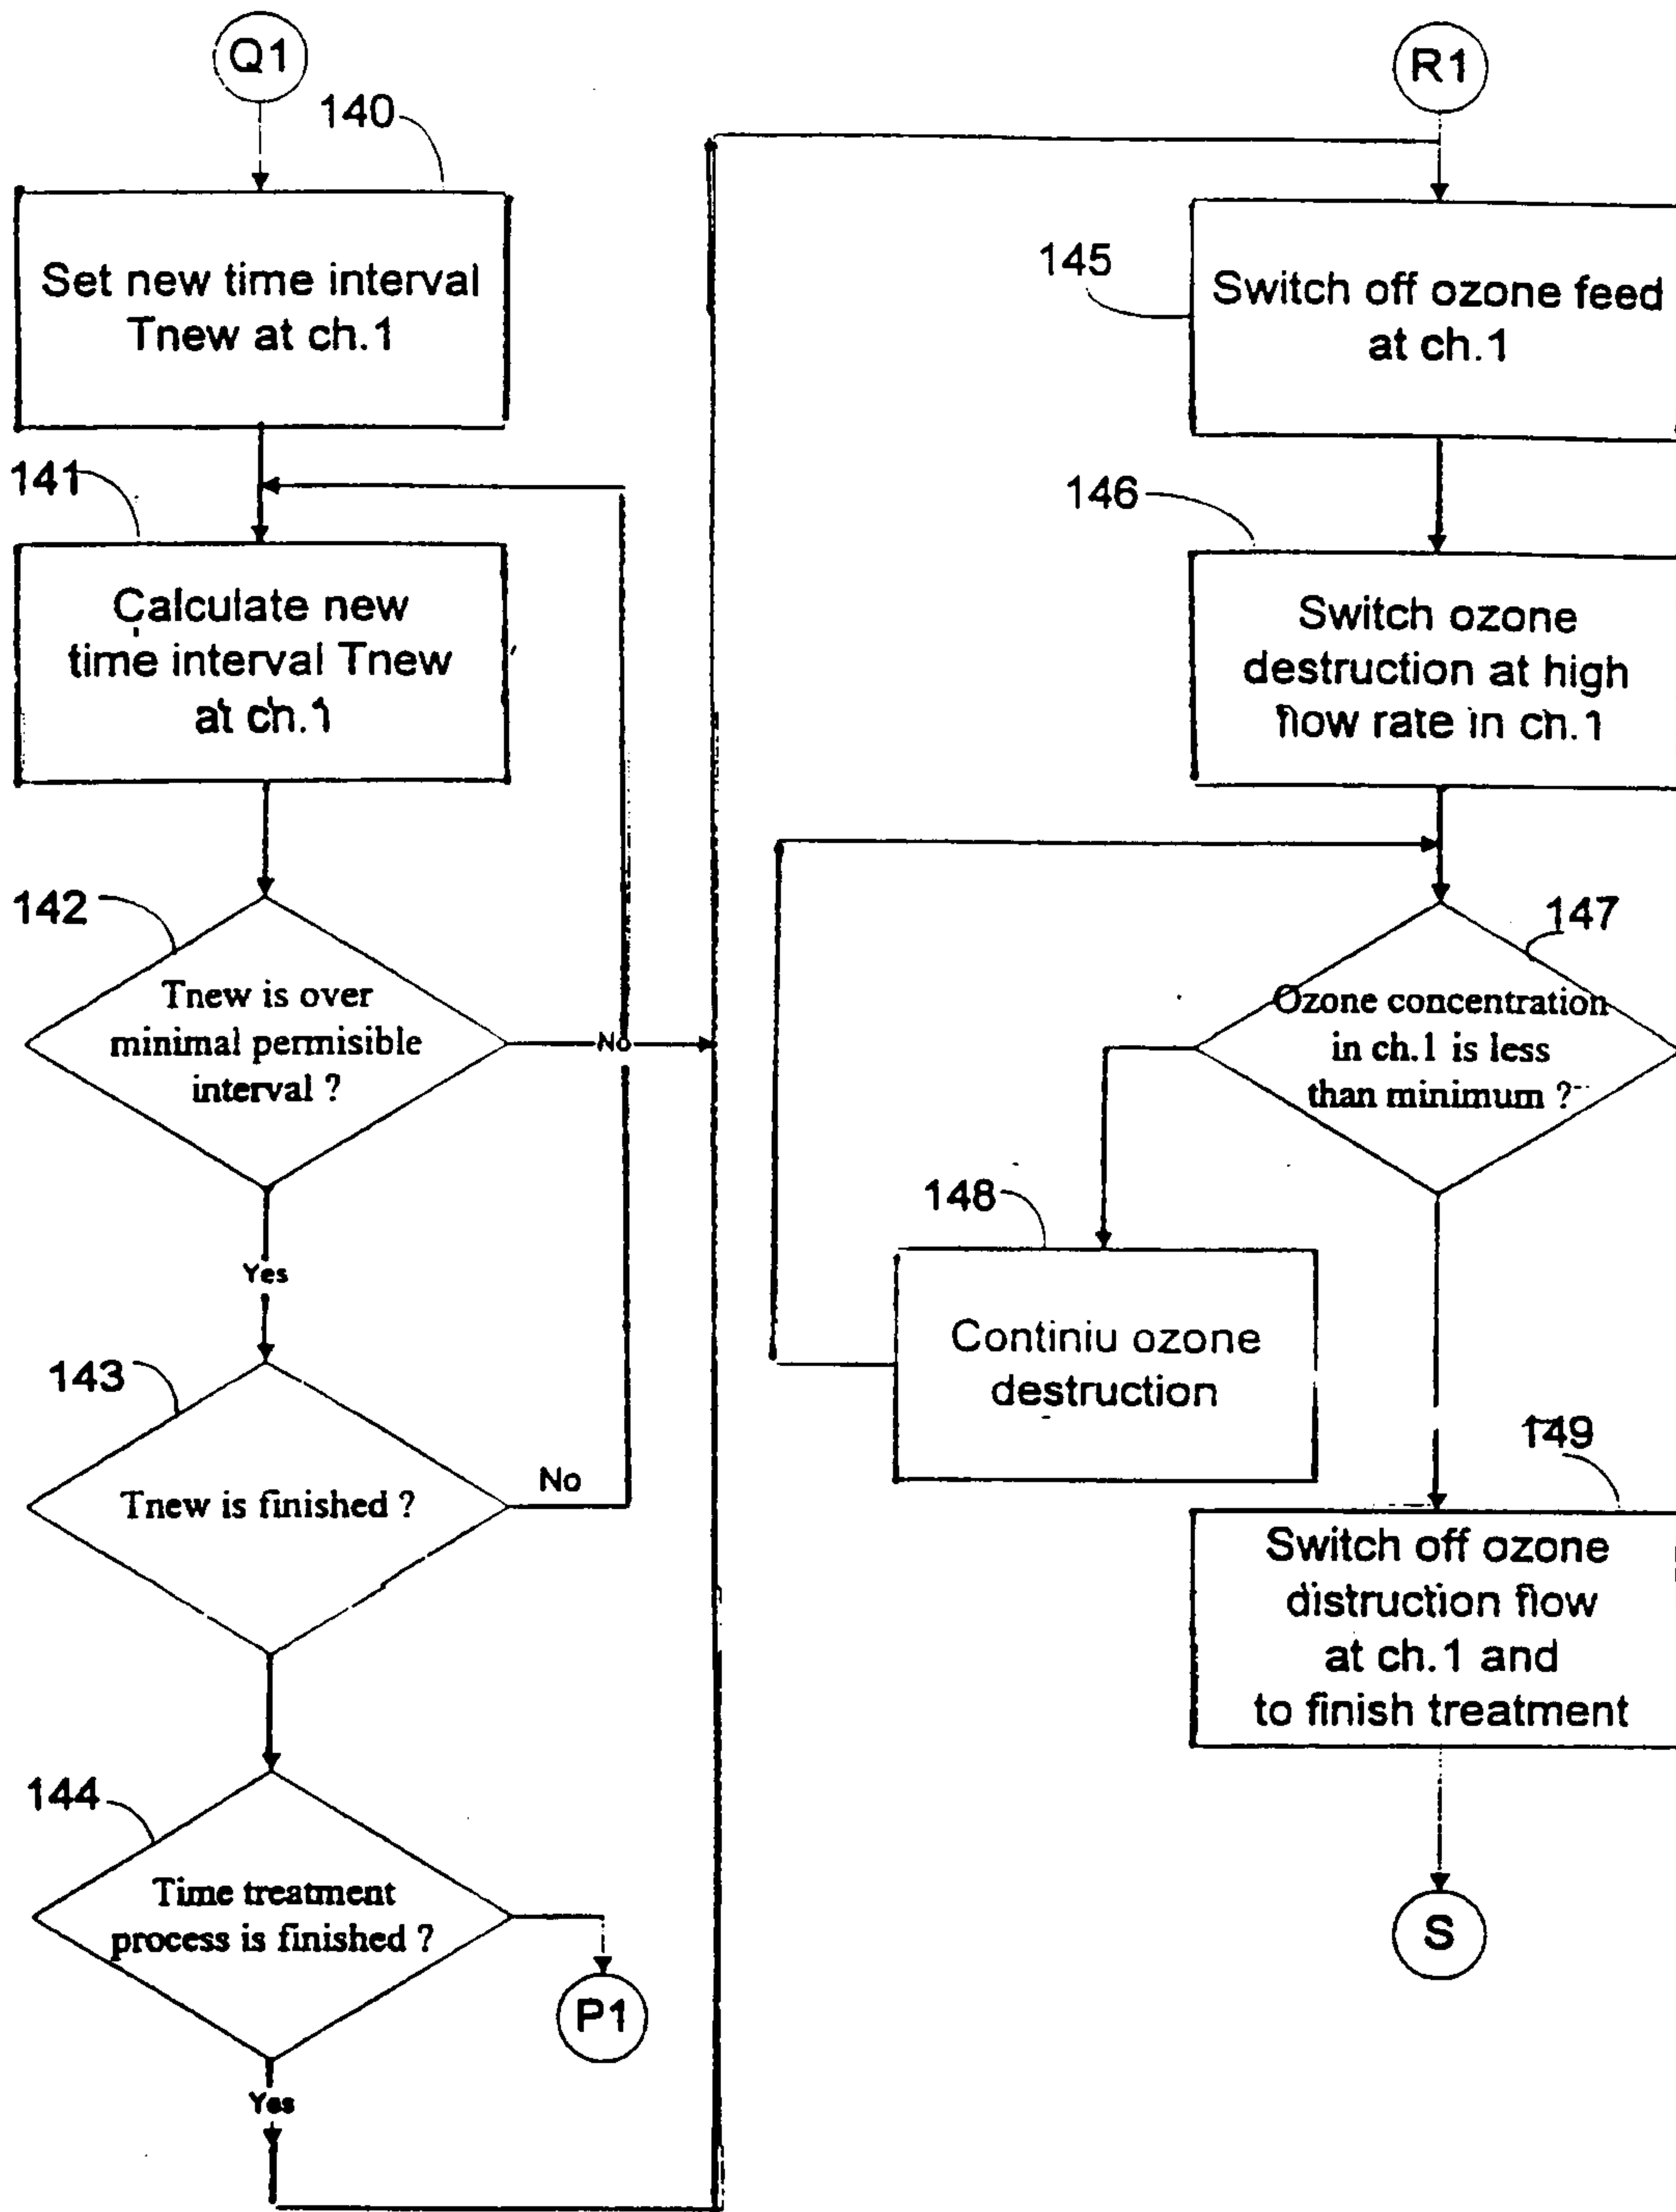 Q1
140
Set new time interval
Tnew at ch.1
141
Calculate new
time interval Tnew
at ch.1
142
Tnew is over
minimal permisible
interval ?
No
Yes
143
Tnew is finished ?
No
144
Time treatment
process is finished ?
P1
Yes
R1
145
Switch off ozone feed
at ch.1
146
Switch ozone
destruction at high
flow rate in ch.1
147
Ozone concentration
in ch.1 is less
than minimum ?
148
Continiu ozone
destruction
149
Switch off ozone
distruction flow
at ch.1 and
to finish treatment
S